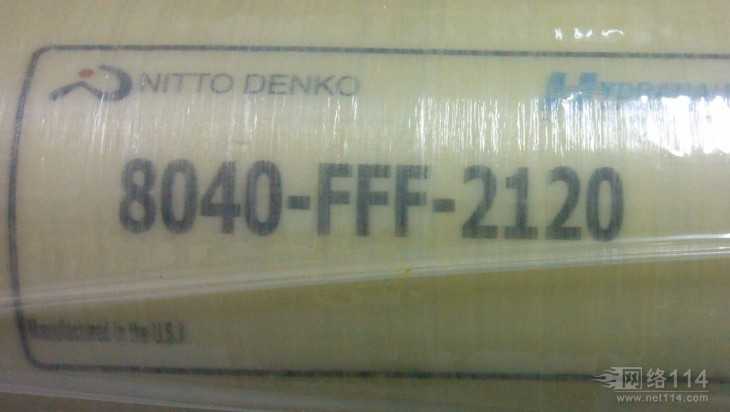 NITTO DENKO
8040-FFF-2120
Manufactured in the U.S.A
网络114
www.net114.com